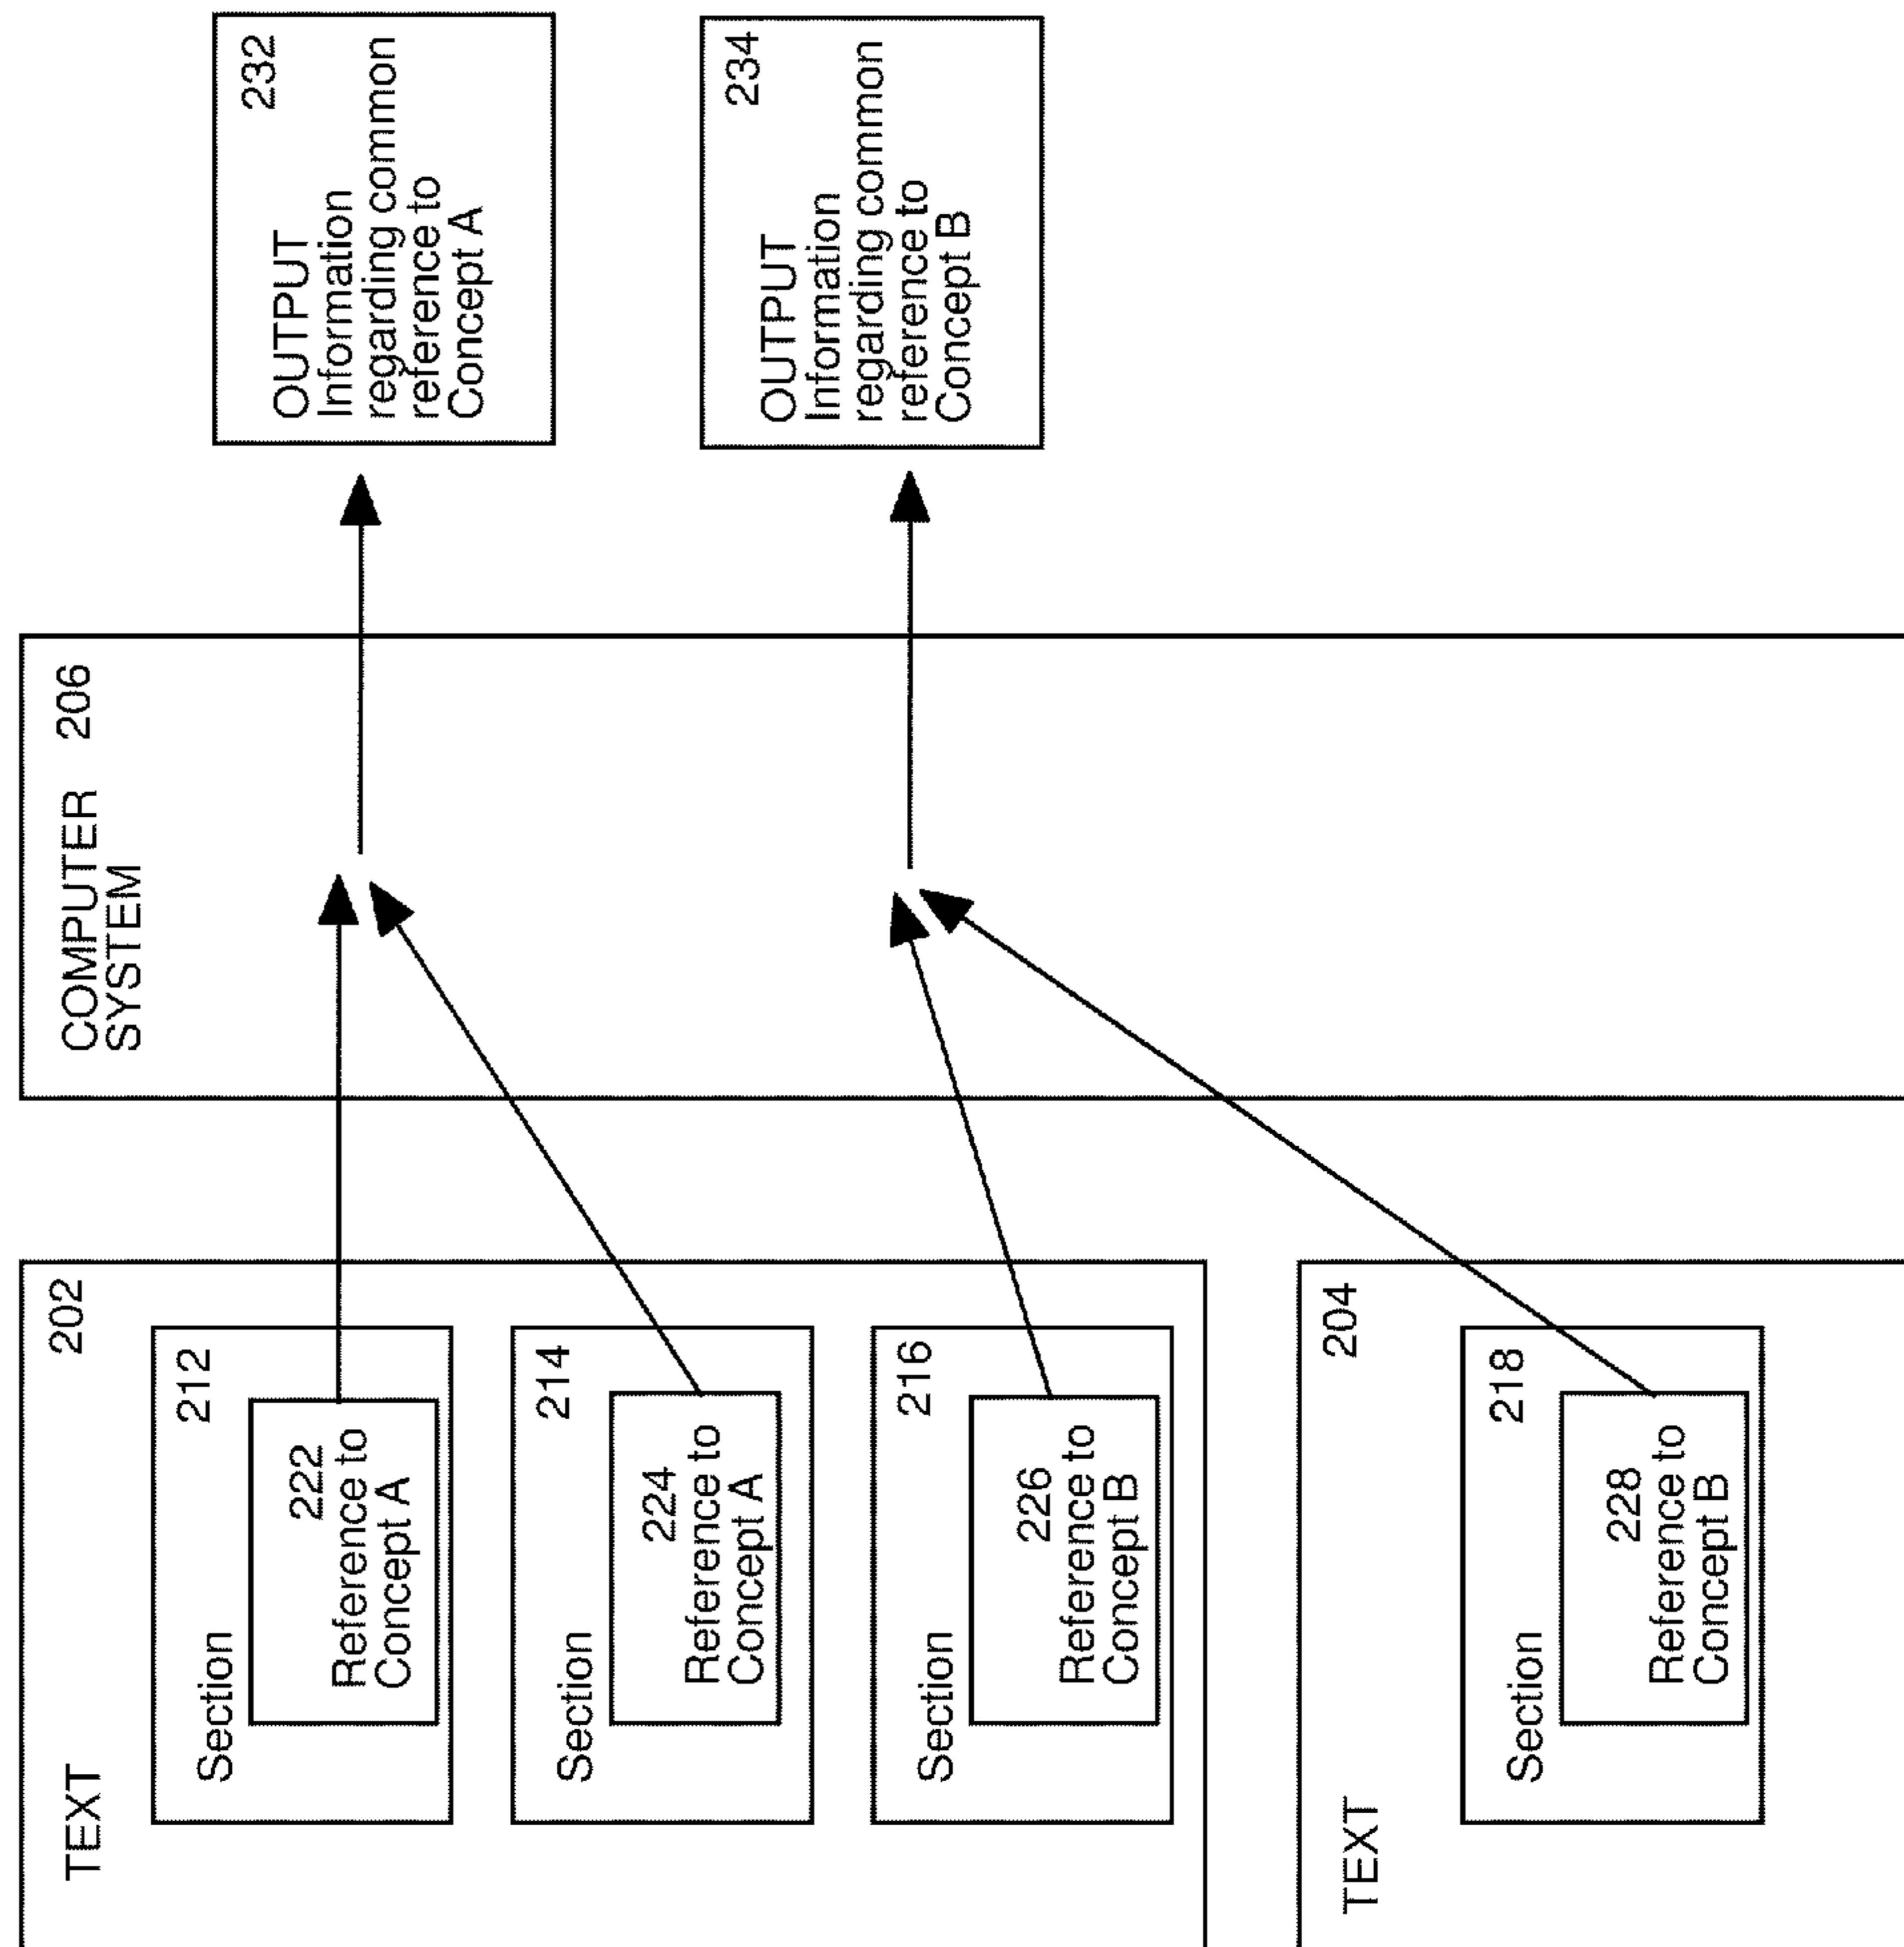 TEXT
202
Section
212
222
Reference to
Concept A
Section
214
224
Reference to
Concept A
Section
216
226
Reference to
Concept B
TEXT
204
Section
218
228
Reference to
Concept B
COMPUTER 206
SYSTEM
232
OUTPUT
Information
regarding common
reference to
Concept A
234
OUTPUT
Information
regarding common
reference to
Concept B